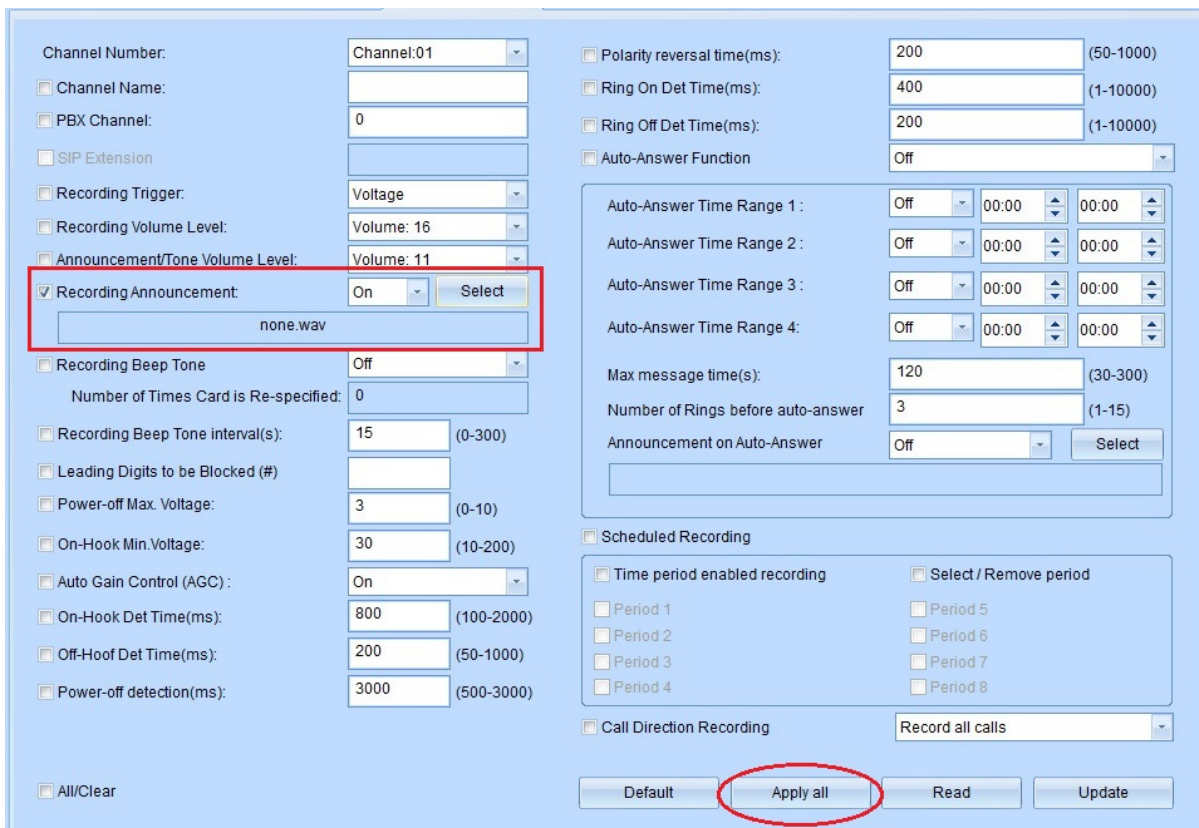 Channel Number: Channel:01
Channel Name:
PBX Channel: 0
SIP Extension
Recording Trigger: Voltage
Recording Volume Level: Volume: 16
Announcement/Tone Volume Level: Volume: 11
Recording Announcement: On Select
none.wav
Recording Beep Tone Off
Number of Times Card is Re-specified: 0
Recording Beep Tone interval(s): 15 (0-300)
Leading Digits to be Blocked (#)
Power-off Max. Voltage: 3 (0-10)
On-Hook Min.Voltage: 30 (10-200)
Auto Gain Control (AGC) : On
On-Hook Det Time(ms): 800 (100-2000)
Off-Hoof Det Time(ms): 200 (50-1000)
Power-off detection(ms): 3000 (500-3000)
All/Clear
Polarity reversal time(ms): 200 (50-1000)
Ring On Det Time(ms): 400 (1-10000)
Ring Off Det Time(ms): 200 (1-10000)
Auto-Answer Function Off
Auto-Answer Time Range 1 : Off 00:00 00:00
Auto-Answer Time Range 2 : Off 00:00 00:00
Auto-Answer Time Range 3 : Off 00:00 00:00
Auto-Answer Time Range 4: Off 00:00 00:00
Max message time(s): 120 (30-300)
Number of Rings before auto-answer 3 (1-15)
Announcement on Auto-Answer Off Select
Scheduled Recording
Time period enabled recording Select / Remove period
Period 1 Period 5
Period 2 Period 6
Period 3 Period 7
Period 4 Period 8
Call Direction Recording Record all calls
Default Apply all Read Update